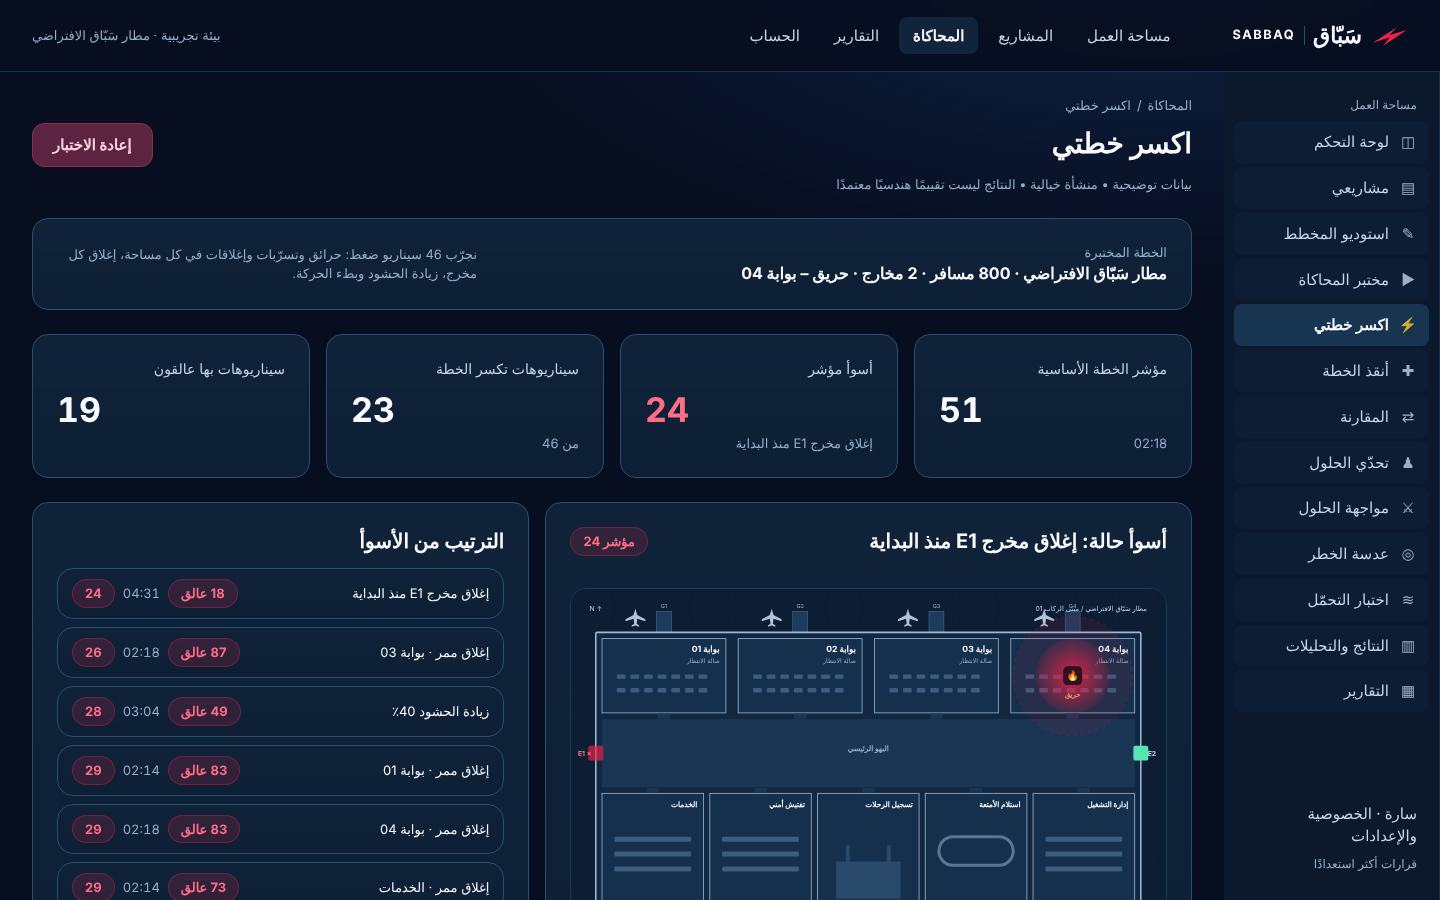 سَبّاق
SABBAQ
مساحة العمل
المشاريع
المحاكاة
التقارير
الحساب
بيئة تجريبية · مطار سَبّاق الافتراضي
مساحة العمل
لوحة التحكم
مشاريعي
استوديو المخطط
مختبر المحاكاة
اكسر خطتي
أنقذ الخطة
المقارنة
تحدّي الحلول
مواجهة الحلول
عدسة الخطر
اختبار التحمّل
النتائج والتحليلات
التقارير
سارة · الخصوصية
والإعدادات
قرارات أكثر استعدادًا
المحاكاة / اكسر خطتي
اكسر خطتي
إعادة الاختبار
بيانات توضيحية • منشأة خيالية • النتائج ليست تقييمًا هندسيًا معتمدًا
الخطة المختبرة
مطار سَبّاق الافتراضي · 800 مسافر · 2 مخارج · حريق – بوابة 04
نجرّب 46 سيناريو ضغط: حرائق وتسرّبات وإغلاقات في كل مساحة، إغلاق كل
مخرج، زيادة الحشود وبطء الحركة.
مؤشر الخطة الأساسية
51
02:18
أسوأ مؤشر
24
إغلاق مخرج E1 منذ البداية
سيناريوهات تكسر الخطة
23
من 46
سيناريوهات بها عالقون
19
أسوأ حالة: إغلاق مخرج E1 منذ البداية
مؤشر 24
مطار سَبّاق الافتراضي / مبنى الركاب 01
N ↑
G1
G2
G3
G4
بوابة 01
صالة الانتظار
بوابة 02
صالة الانتظار
بوابة 03
صالة الانتظار
بوابة 04
صالة الانتظار
حريق
البهو الرئيسي
E1 ×
E2
الخدمات
تفتيش أمني
تسجيل الرحلات
استلام الأمتعة
إدارة التشغيل
الترتيب من الأسوأ
إغلاق مخرج E1 منذ البداية 18 عالق 04:31 24
إغلاق ممر · بوابة 03 87 عالق 02:18 26
زيادة الحشود 40٪ 49 عالق 03:04 28
إغلاق ممر · بوابة 01 83 عالق 02:14 29
إغلاق ممر · بوابة 04 83 عالق 02:18 29
إغلاق ممر · الخدمات 73 عالق 02:14 29